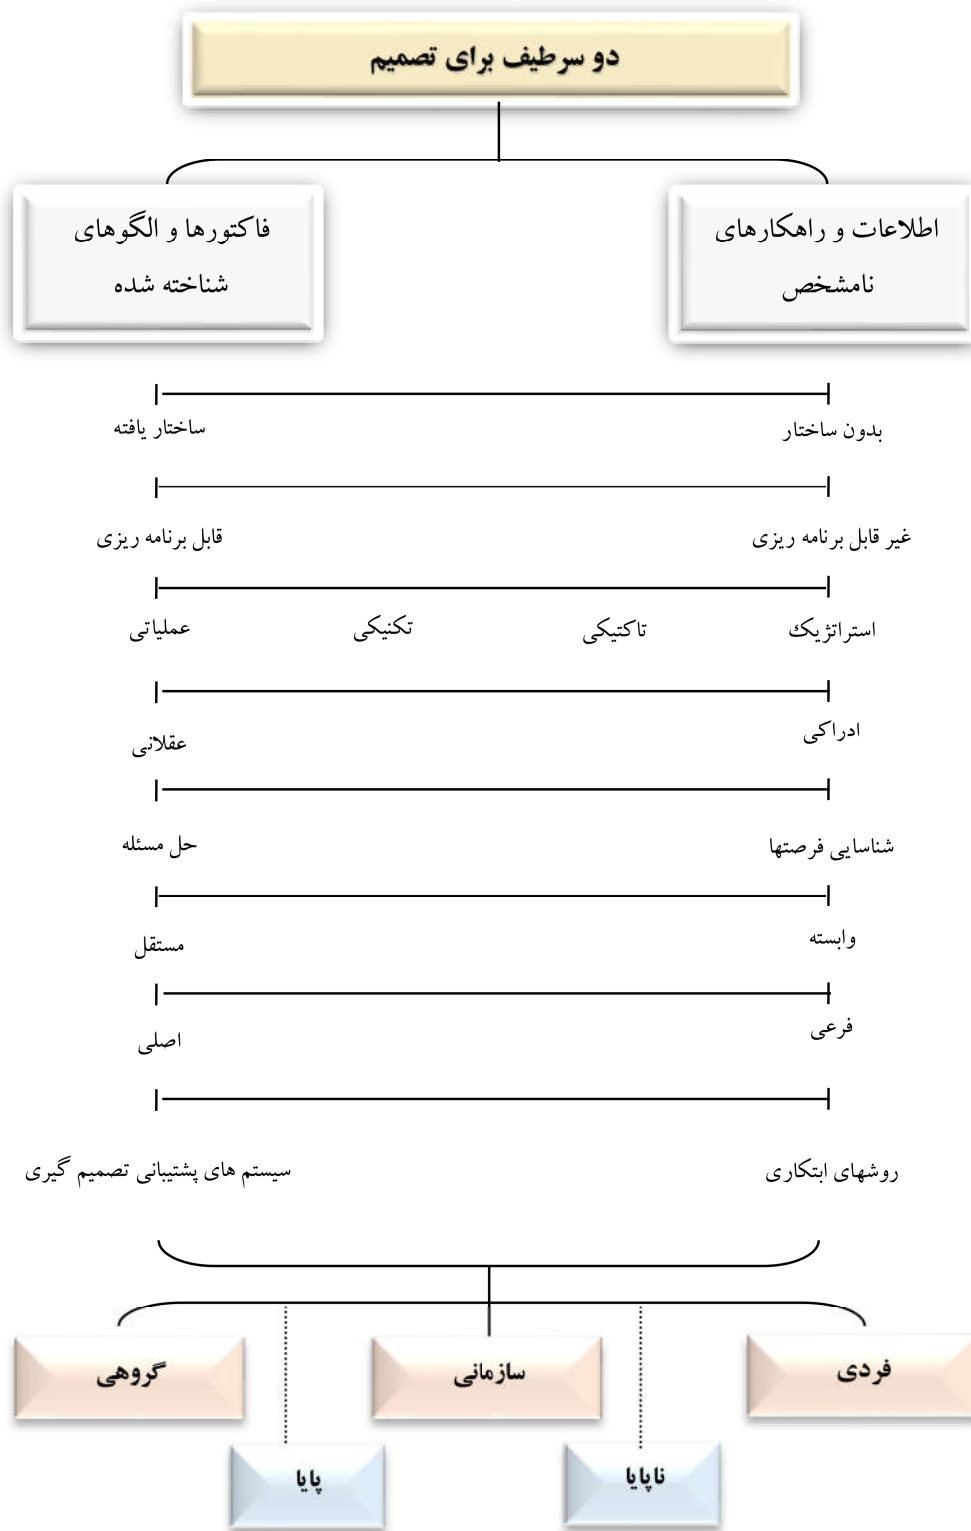 دو سرطیف برای تصمیم
اطلاعات و راهکارهای
نامشخص
فاکتورها و الگوهای
شناخته شده
بدون ساختار
ساختار یافته
غیر قابل برنامه ریزی
قابل برنامه ریزی
استراتژیک
تاکتیکی
تکنیکی
عملیاتی
ادراکی
عقلانی
شناسایی فرصتها
حل مسئله
وابسته
مستقل
فرعی
اصلی
روشهای ابتکاری
سیستم های پشتیبانی تصمیم گیری
فردی
سازمانی
گروهی
ناپایا
پایا